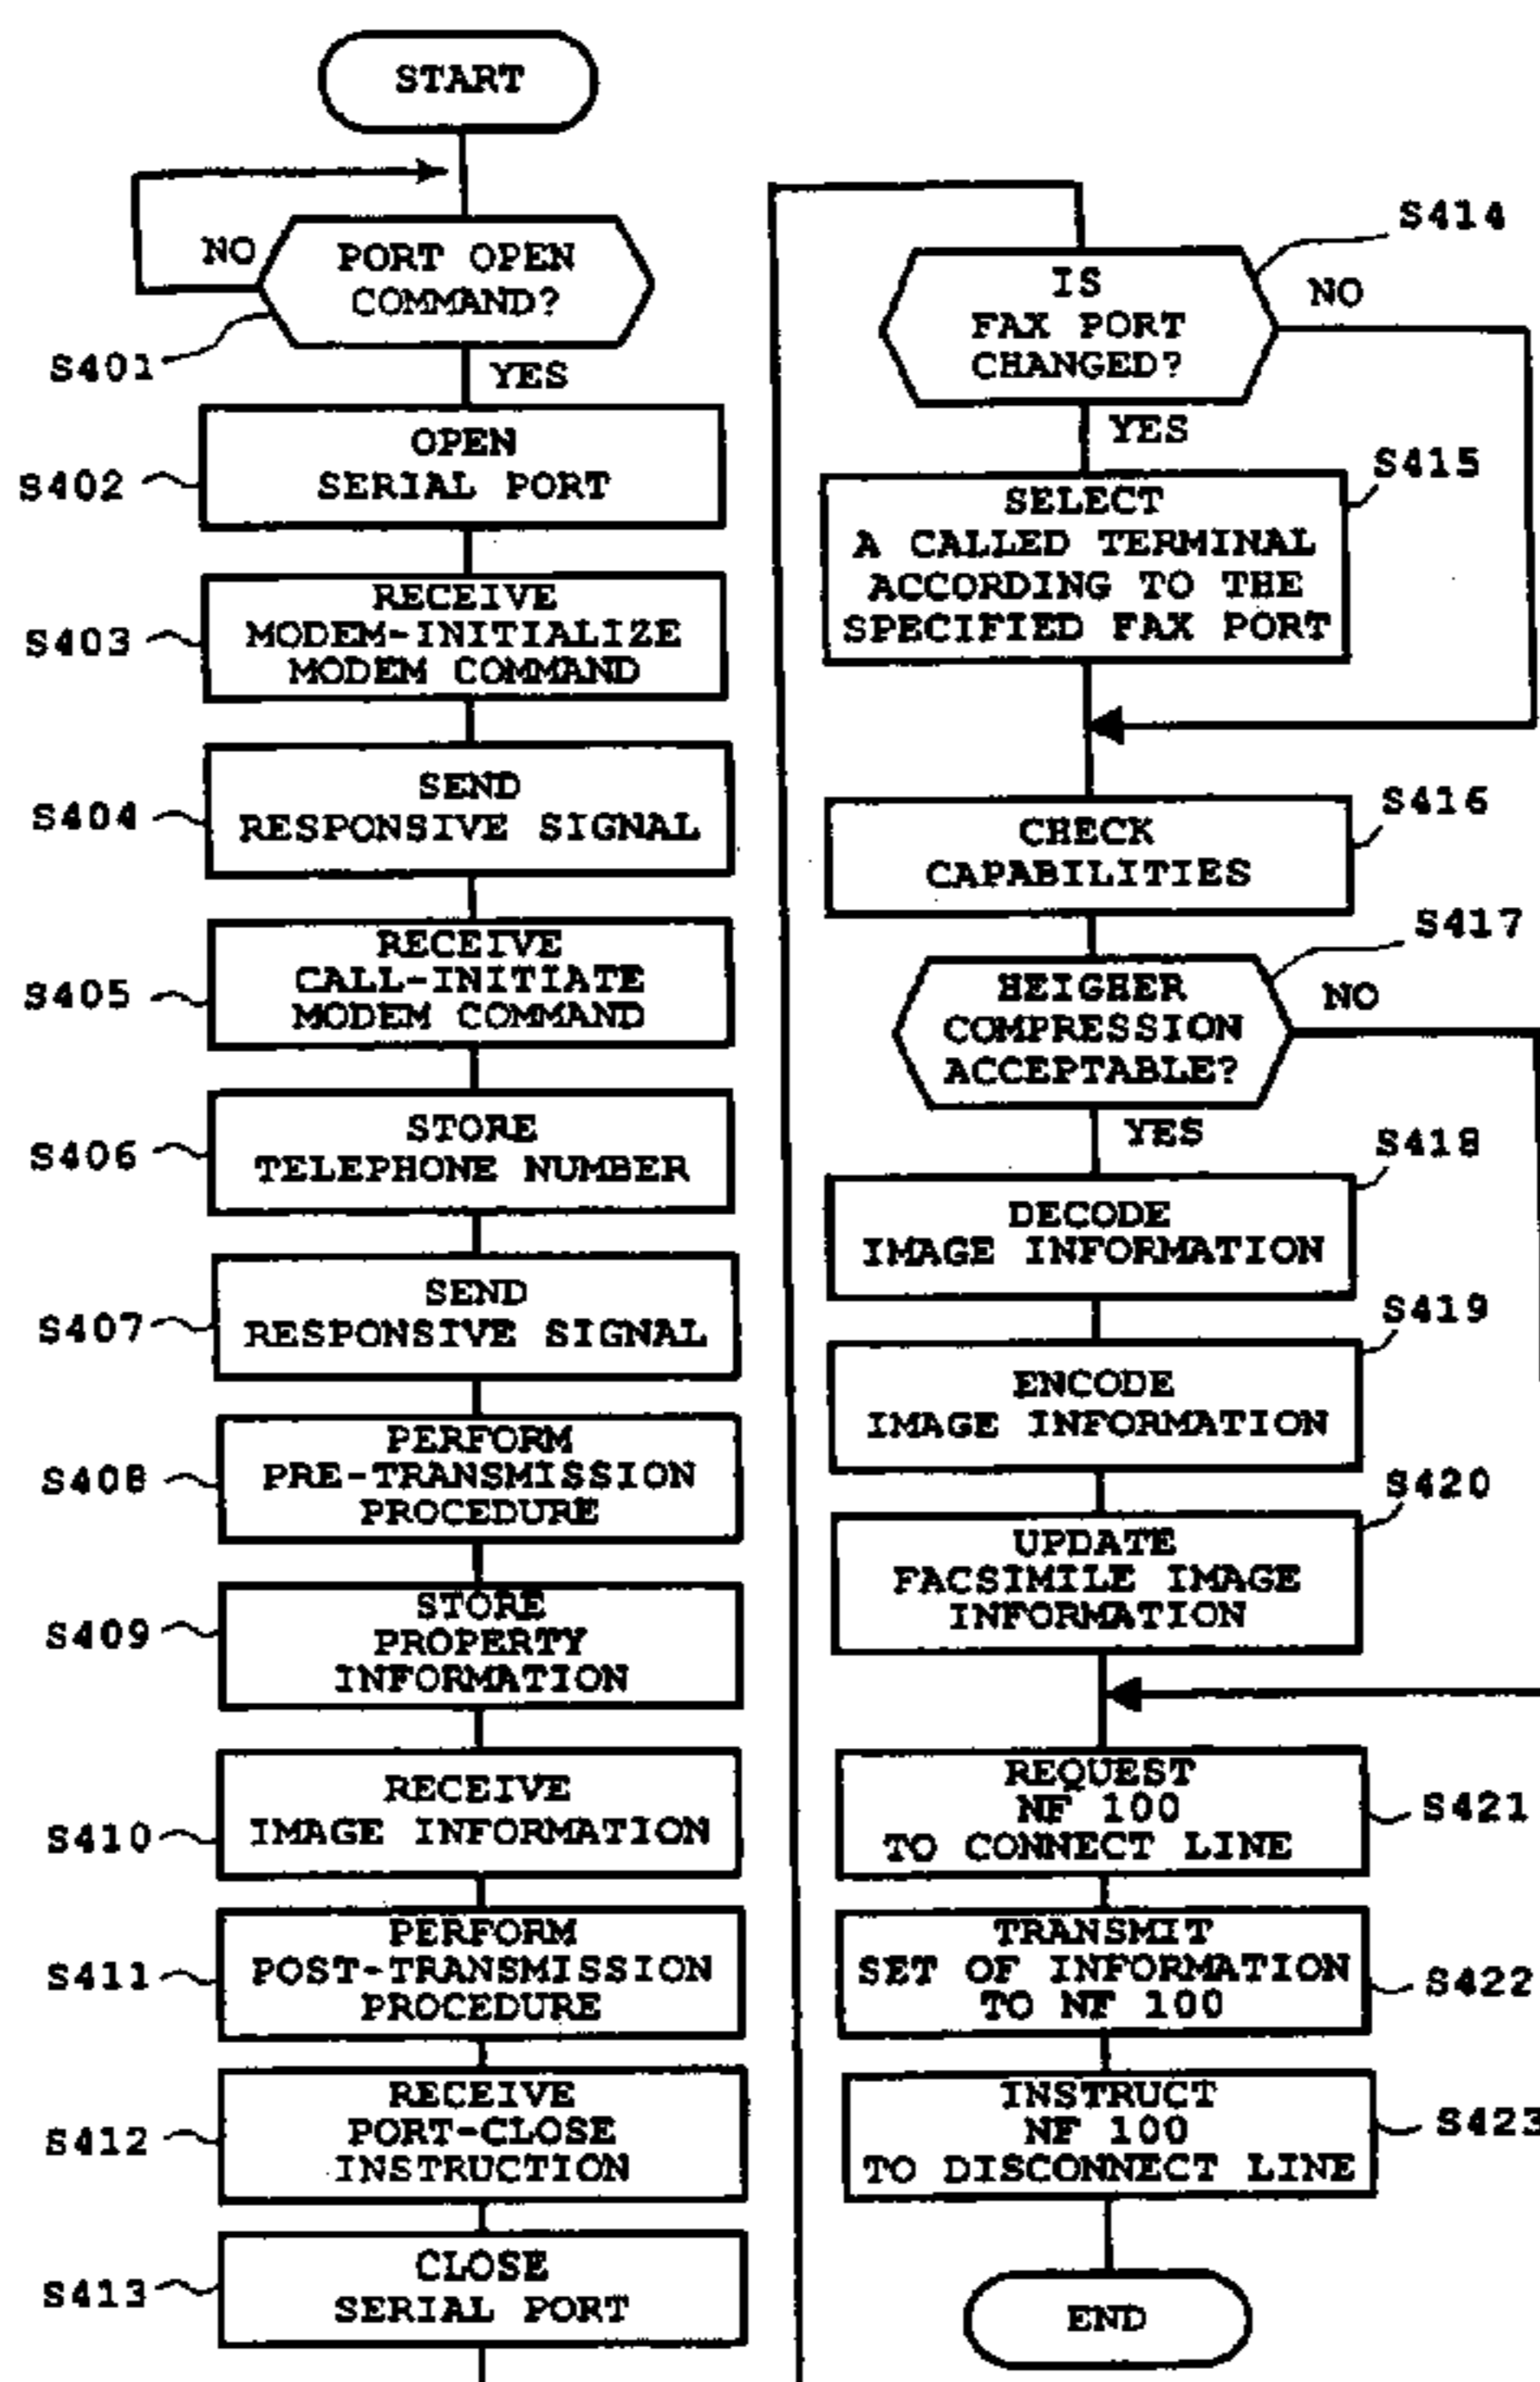 START
NO
PORT OPEN
COMMAND?
S401
YES
OPEN
SERIAL PORT
S402
RECEIVE
MODEM-INITIALIZE
MODEM COMMAND
S403
SEND
RESPONSIVE SIGNAL
S404
RECEIVE
CALL-INITIATE
MODEM COMMAND
S405
STORE
TELEPHONE NUMBER
S406
SEND
RESPONSIVE SIGNAL
S407
PERFORM
PRE-TRANSMISSION
PROCEDURE
S408
STORE
PROPERTY
INFORMATION
S409
RECEIVE
IMAGE INFORMATION
S410
PERFORM
POST-TRANSMISSION
PROCEDURE
S411
RECEIVE
PORT-CLOSE
INSTRUCTION
S412
CLOSE
SERIAL PORT
S413
S414
IS
FAX PORT
CHANGED?
NO
YES
S415
SELECT
A CALLED TERMINAL
ACCORDING TO THE
SPECIFIED FAX PORT
S416
CHECK
CAPABILITIES
S417
HEIGHER
COMPRESSION
ACCEPTABLE?
NO
YES
S418
DECODE
IMAGE INFORMATION
S419
ENCODE
IMAGE INFORMATION
S420
UPDATE
FACSIMILE IMAGE
INFORMATION
REQUEST
NF 100
TO CONNECT LINE
S421
TRANSMIT
SET OF INFORMATION
TO NF 100
S422
INSTRUCT
NF 100
TO DISCONNECT LINE
S423
END